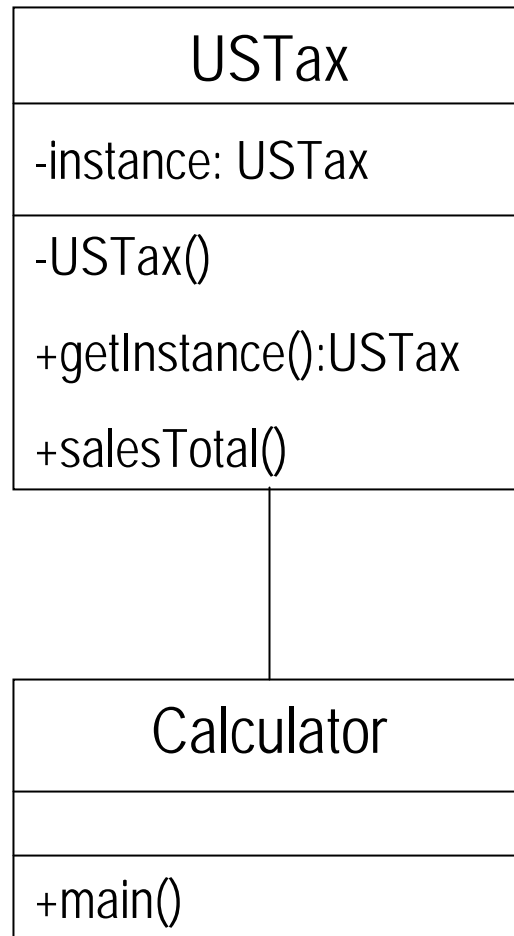 USTax
-instance: USTax
-USTax()
+getInstance():USTax
+salesTotal()
Calculator
+main()